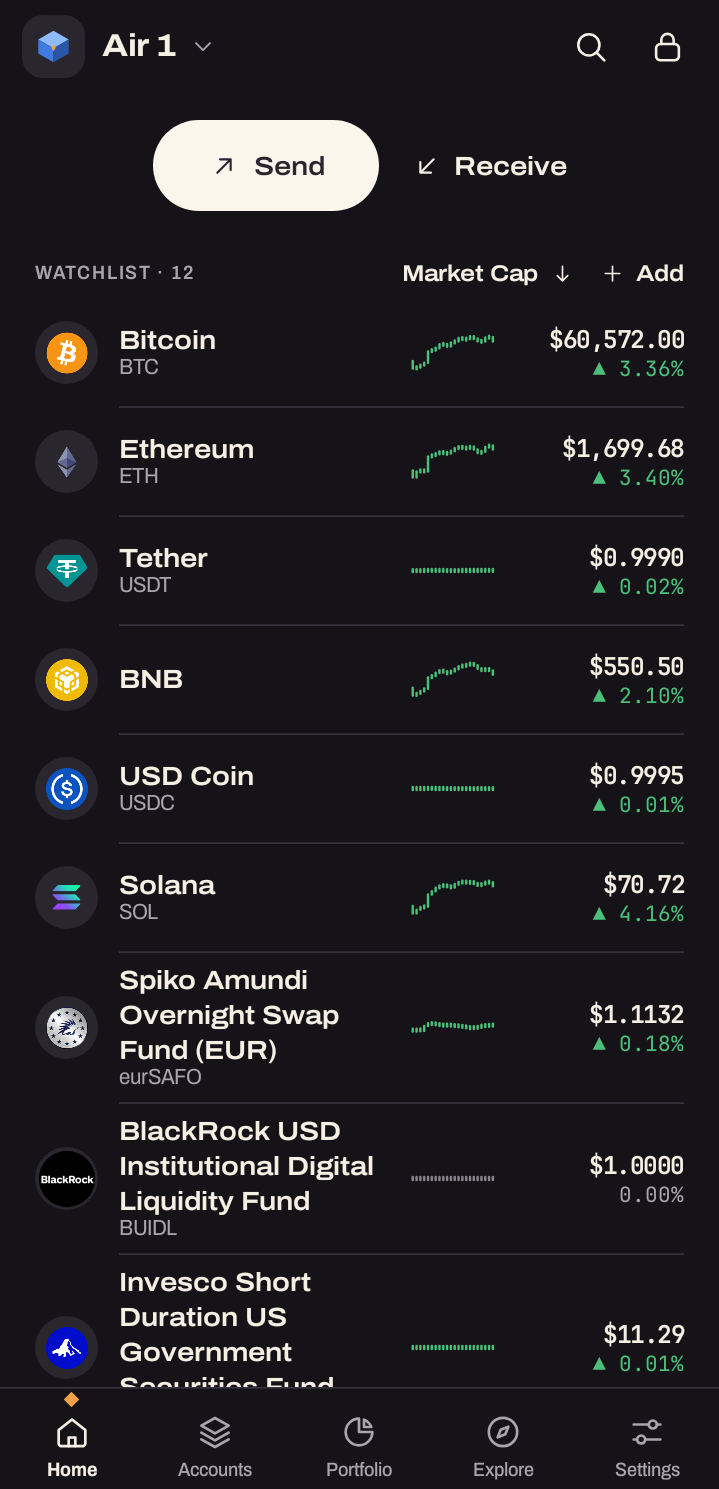 Air 1
Send
Receive
WATCHLIST · 12
Market Cap ↓ + Add
Bitcoin
BTC
$60,572.00
▲ 3.36%
Ethereum
ETH
$1,699.68
▲ 3.40%
Tether
USDT
$0.9990
▲ 0.02%
BNB
$550.50
▲ 2.10%
USD Coin
USDC
$0.9995
▲ 0.01%
Solana
SOL
$70.72
▲ 4.16%
Spiko Amundi
Overnight Swap
Fund (EUR)
eurSAFO
$1.1132
▲ 0.18%
BlackRock
BlackRock USD
Institutional Digital
Liquidity Fund
BUIDL
$1.0000
0.00%
Invesco Short
Duration US
Government
Securities Fund
$11.29
▲ 0.01%
Home
Accounts
Portfolio
Explore
Settings